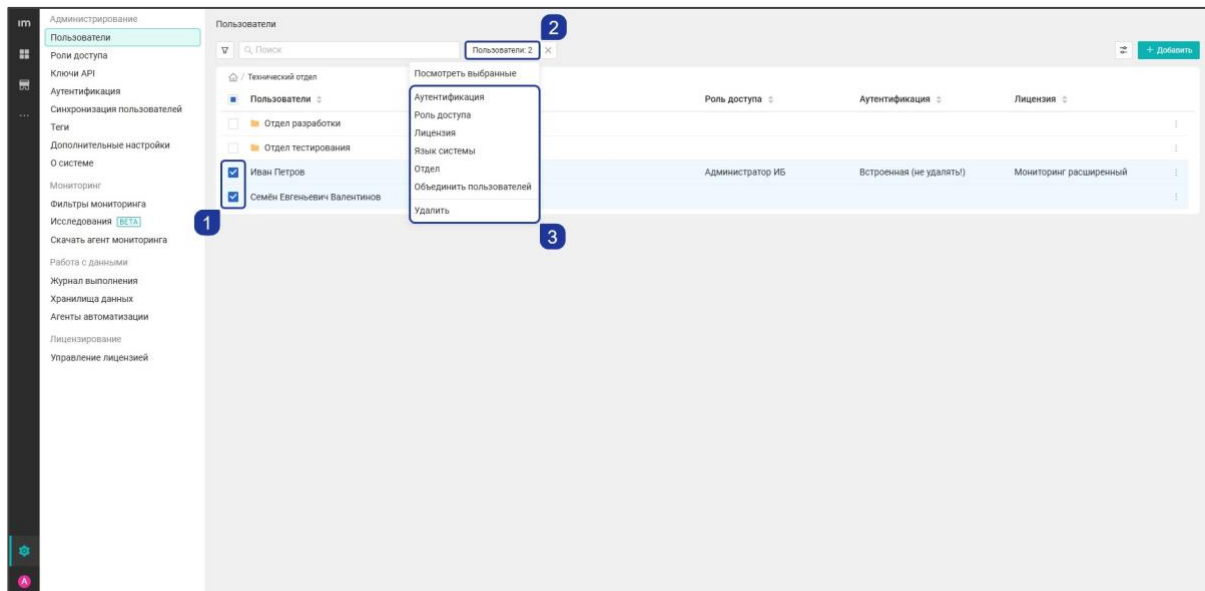 im
Администрирование
Пользователи
Роли доступа
Ключи API
Аутентификация
Синхронизация пользователей
Теги
Дополнительные настройки
О системе
Мониторинг
Фильтры мониторинга
Исследования BETA
Скачать агент мониторинга
Работа с данными
Журнал выполнения
Хранилища данных
Агенты автоматизации
Лицензирование
Управление лицензией
A
Пользователи
2
Поиск
Пользователи: 2
+ Добавить
/ Технический отдел
Пользователи
Роль доступа
Аутентификация
Лицензия
Отдел разработки
Отдел тестирования
Иван Петров
Администратор ИБ
Встроенная (не удалять!)
Мониторинг расширенный
Семён Евгеньевич Валентинов
1
Посмотреть выбранные
Аутентификация
Роль доступа
Лицензия
Язык системы
Отдел
Объединить пользователей
Удалить
3